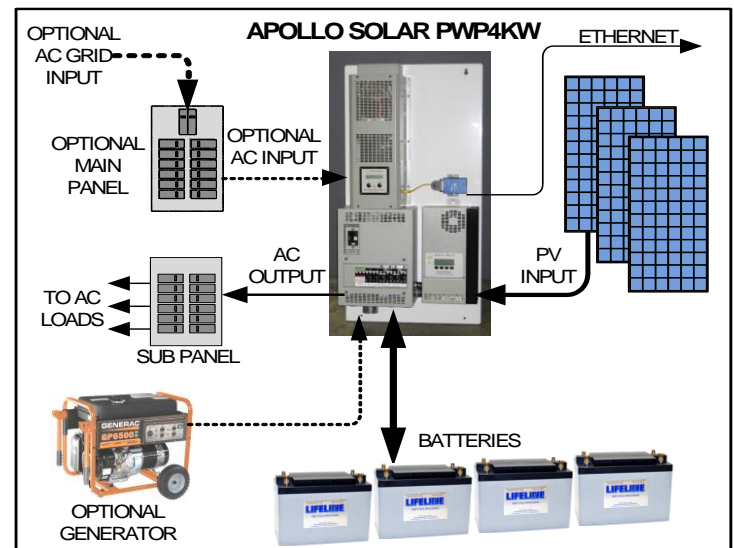 OPTIONAL
AC GRID
INPUT
APOLLO SOLAR PWP4KW
ETHERNET
OPTIONAL
MAIN
PANEL
OPTIONAL
AC INPUT
AC
OUTPUT
PV
INPUT
TO AC
LOADS
SUB PANEL
GENERAC
GP6500
BATTERIES
LIFELINE
LIFELINE
LIFELINE
LIFELINE
OPTIONAL
GENERATOR